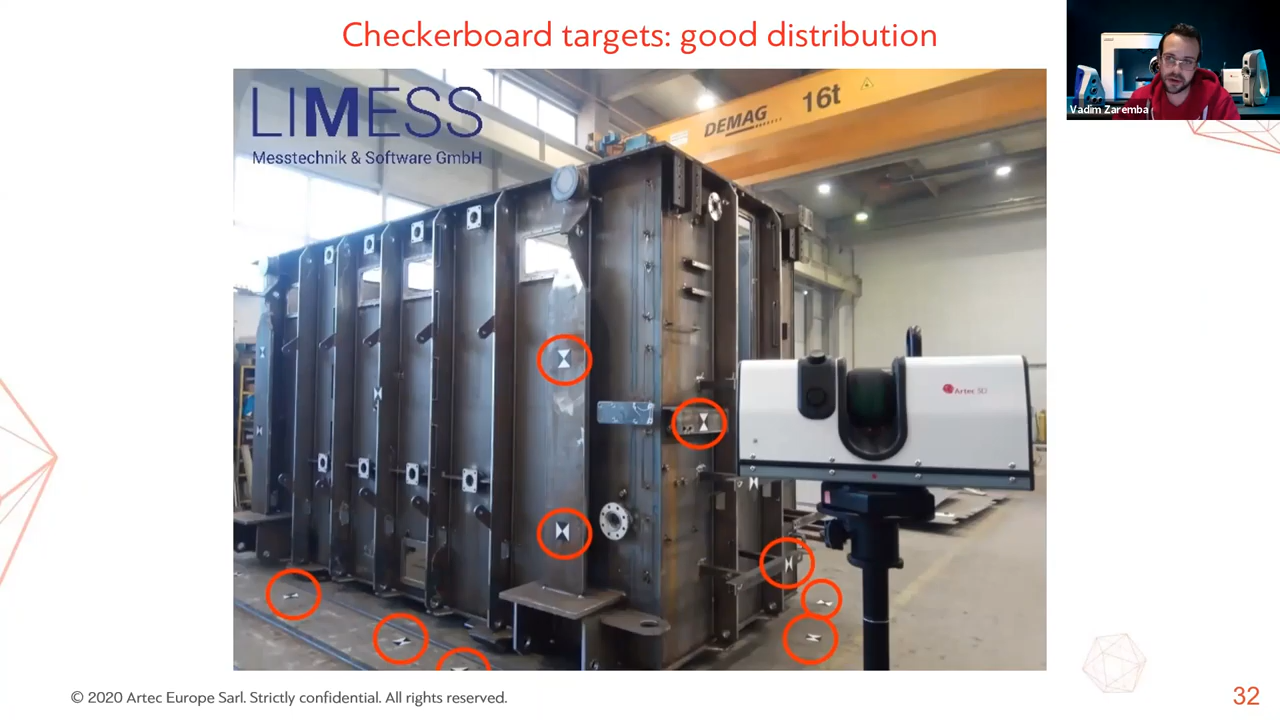 Checkerboard targets: good distribution
LIMESS
Messtechnik & Software GmbH
DEMAG
16t
Vadim Zaremba
Artec
© 2020 Artec Europe Sarl. Strictly confidential. All rights reserved.
32